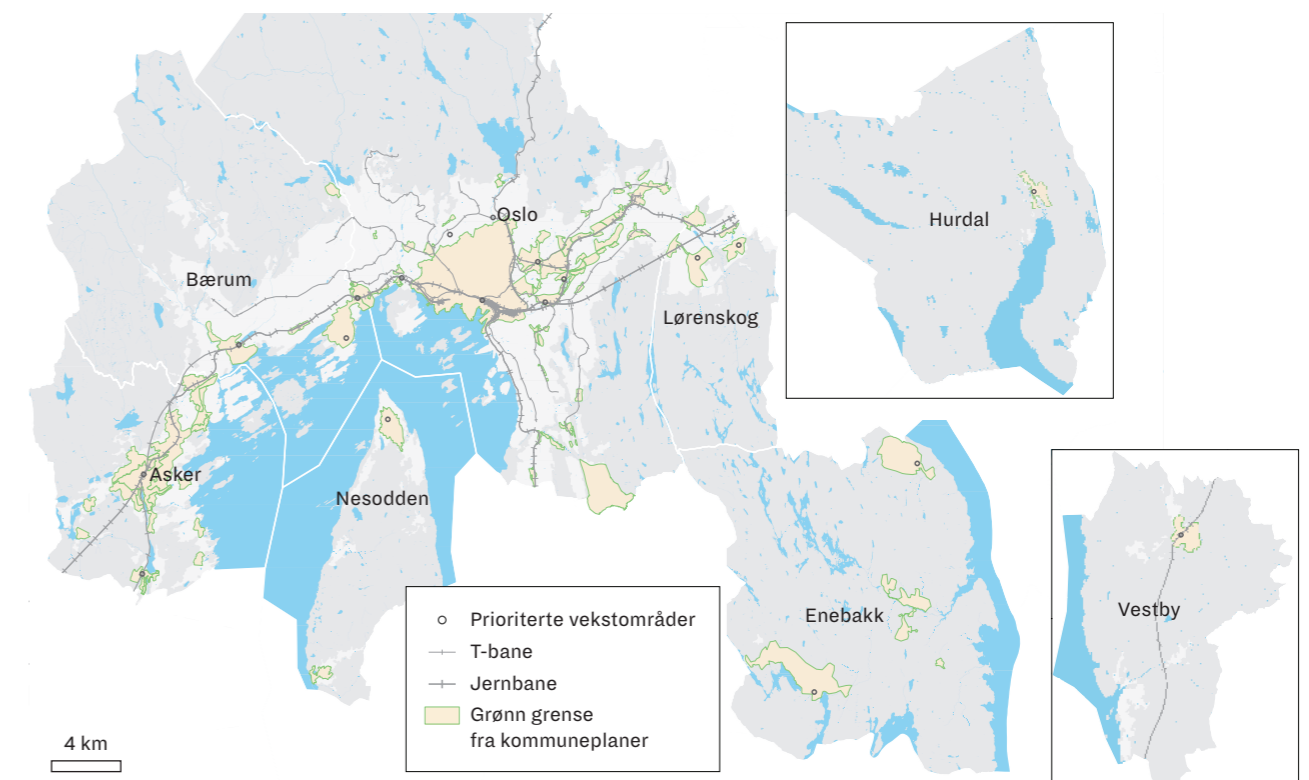 Oslo
Hurdal
Bærum
Lørenskog
Asker
Nesodden
Enebakk
Vestby
Prioriterte vekstområder
T-bane
Jernbane
Grønn grense
fra kommuneplaner
4 km